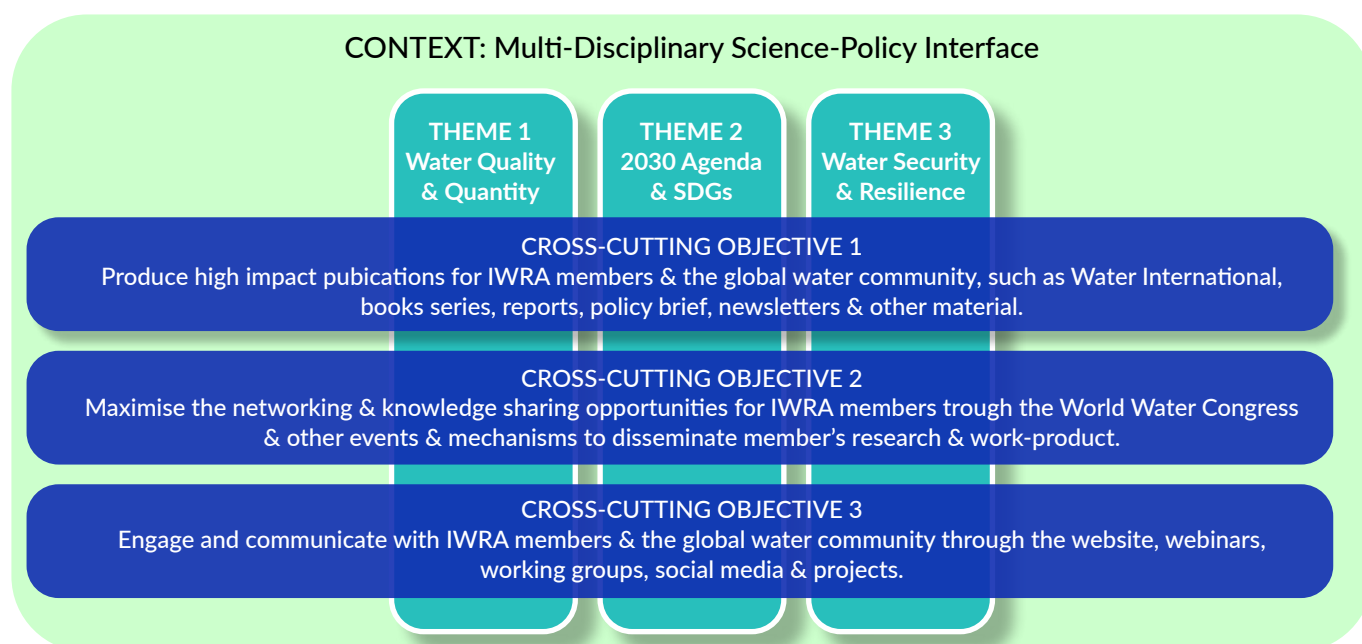 CONTEXT: Multi-Disciplinary Science-Policy Interface
THEME 1
Water Quality
& Quantity
THEME 2
2030 Agenda
& SDGs
THEME 3
Water Security
& Resilience
CROSS-CUTTING OBJECTIVE 1
Produce high impact pubications for IWRA members & the global water community, such as Water International,
books series, reports, policy brief, newsletters & other material.
CROSS-CUTTING OBJECTIVE 2
Maximise the networking & knowledge sharing opportunities for IWRA members trough the World Water Congress
& other events & mechanisms to disseminate member’s research & work-product.
CROSS-CUTTING OBJECTIVE 3
Engage and communicate with IWRA members & the global water community through the website, webinars,
working groups, social media & projects.